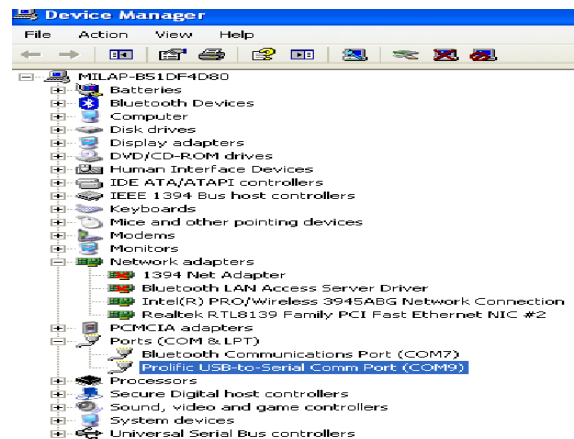 Device Manager
File Action View Help
MILAP-B51DF4D80
Batteries
Bluetooth Devices
Computer
Disk drives
Display adapters
DVD/CD-ROM drives
Human Interface Devices
IDE ATA/ATAPI controllers
IEEE 1394 Bus host controllers
Keyboards
Mice and other pointing devices
Modems
Monitors
Network adapters
1394 Net Adapter
Bluetooth LAN Access Server Driver
Intel(R) PRO/Wireless 3945ABG Network Connection
Realtek RTL8139 Family PCI Fast Ethernet NIC #2
PCMCIA adapters
Ports (COM & LPT)
Bluetooth Communications Port (COM7)
Prolific USB-to-Serial Comm Port (COM9)
Processors
Secure Digital host controllers
Sound, video and game controllers
System devices
Universal Serial Bus controllers